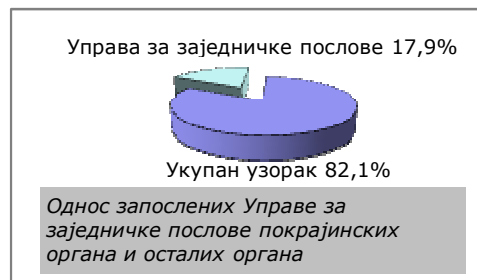 Управа за заједничке послове 17,9%
Укупан узорак 82,1%
Однос запослених Управе за
заједничке послове покрајинских
органа и осталих органа